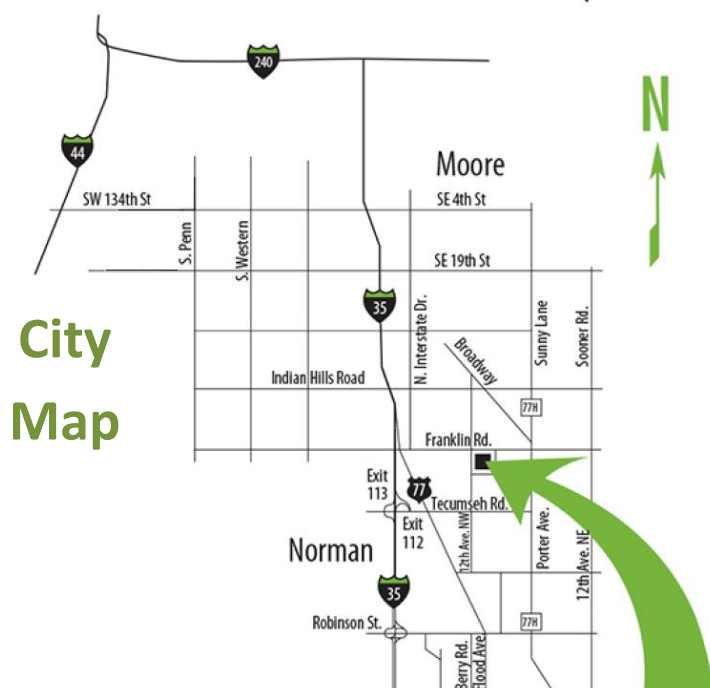 240
N
44
Moore
SW 134th St
SE 4th St
S. Penn
S. Western
SE 19th St
35
N. Interstate Dr.
Sunny Lane
Sooner Rd.
City
Map
Broadway
Indian Hills Road
77H
Franklin Rd.
Exit
113
77
Tecumseh Rd.
Exit
112
12th Ave. NW
Porter Ave.
12th Ave. NE
Norman
35
Robinson St.
77H
Berry Rd.
Flood Ave.